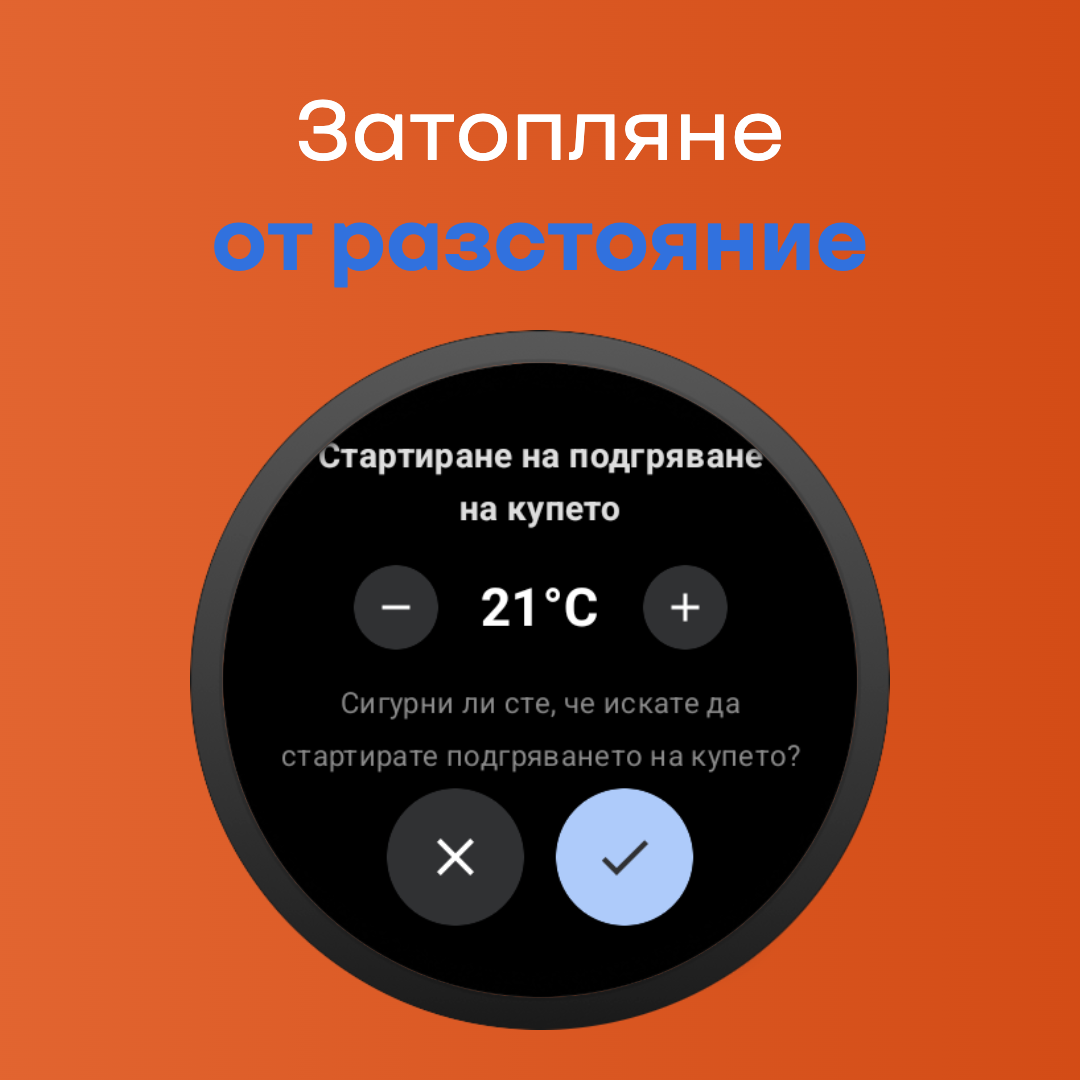 Затопляне
от разстояние
Стартиране на подгряване
на купето
21°C
Сигурни ли сте, че искате да
стартирате подгряването на купето?